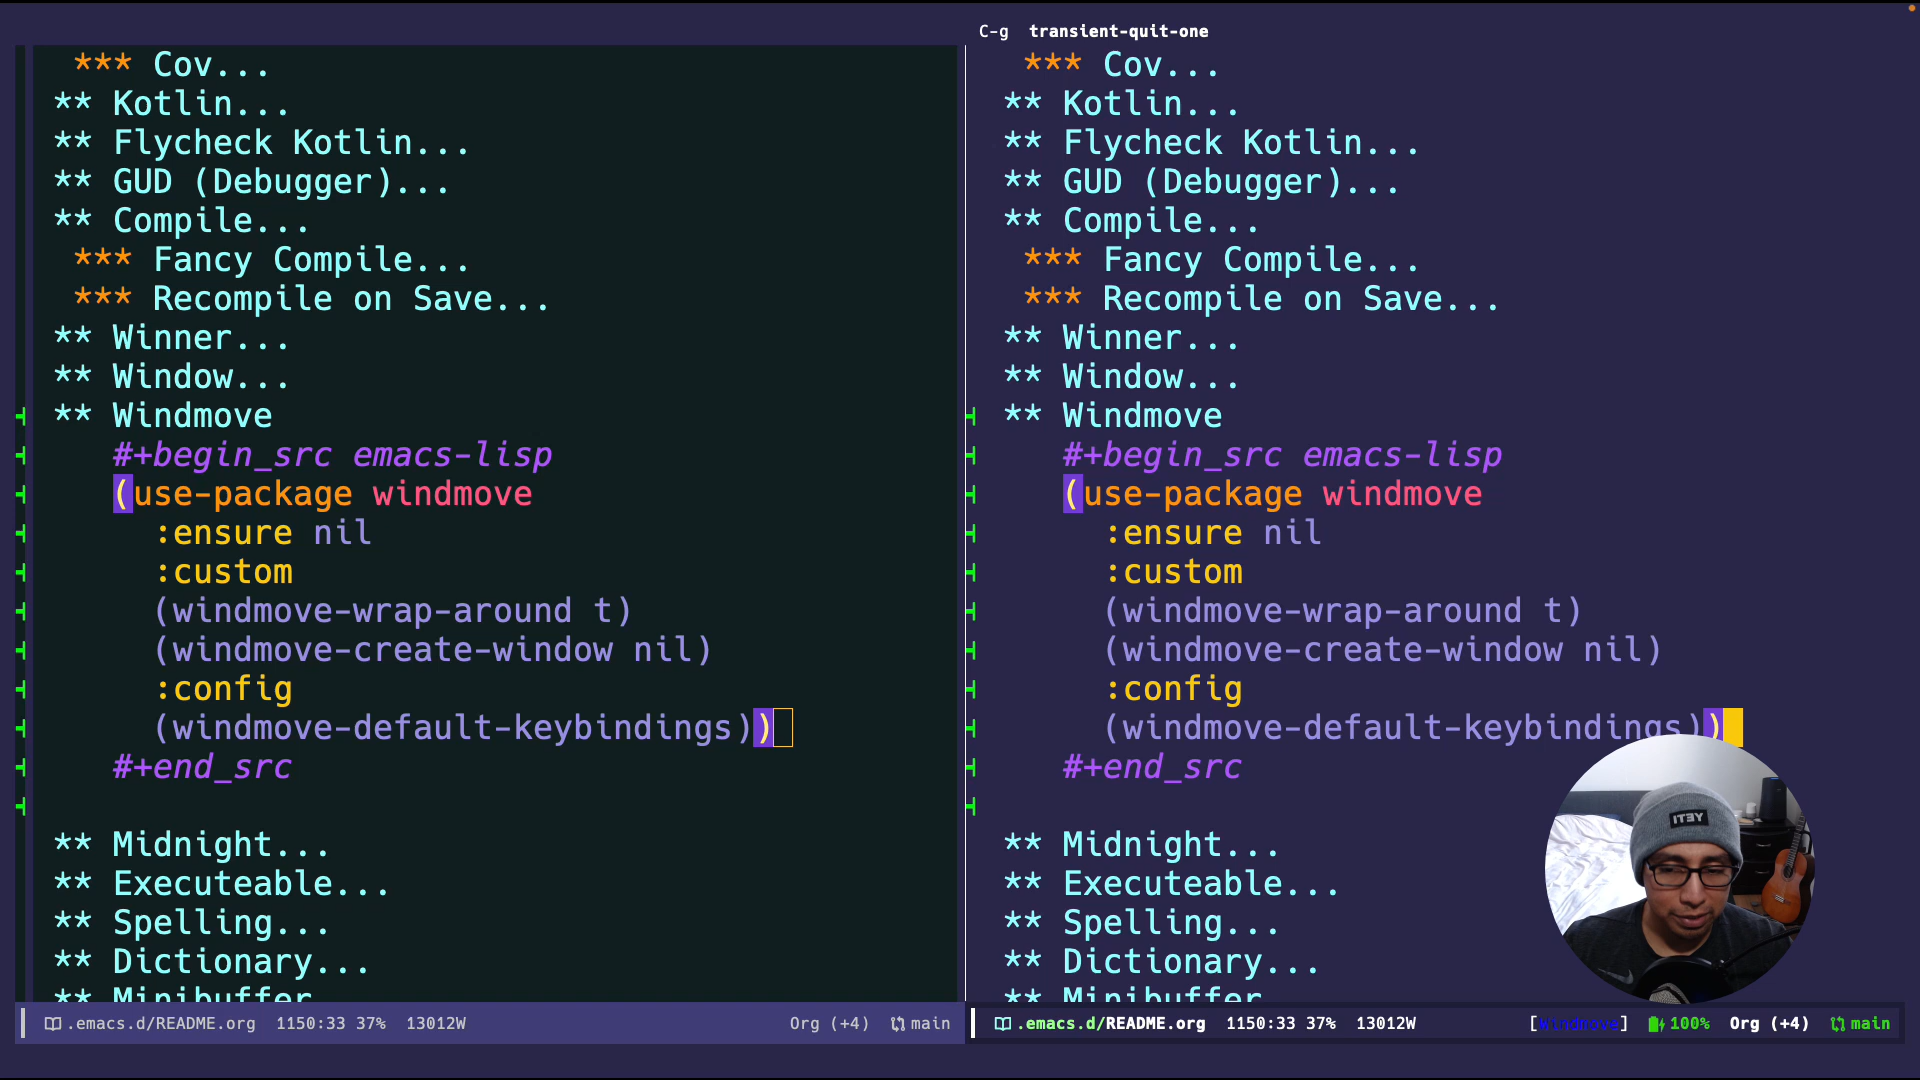 C-g transient-quit-one
*** Cov...
** Kotlin...
** Flycheck Kotlin...
** GUD (Debugger)...
** Compile...
*** Fancy Compile...
*** Recompile on Save...
** Winner...
** Window...
** Windmove
#+begin_src emacs-lisp
(use-package windmove
:ensure nil
:custom
(windmove-wrap-around t)
(windmove-create-window nil)
:config
(windmove-default-keybindings))
#+end_src
** Midnight...
** Executeable...
** Spelling...
** Dictionary...
** Minibuffer
.emacs.d/README.org 1150:33 37% 13012W Org (+4) main
*** Cov...
** Kotlin...
** Flycheck Kotlin...
** GUD (Debugger)...
** Compile...
*** Fancy Compile...
*** Recompile on Save...
** Winner...
** Window...
** Windmove
#+begin_src emacs-lisp
(use-package windmove
:ensure nil
:custom
(windmove-wrap-around t)
(windmove-create-window nil)
:config
(windmove-default-keybindings))
#+end_src
** Midnight...
** Executeable...
** Spelling...
** Dictionary...
** Minibuffer
.emacs.d/README.org 1150:33 37% 13012W [Windmove] 100% Org (+4) main